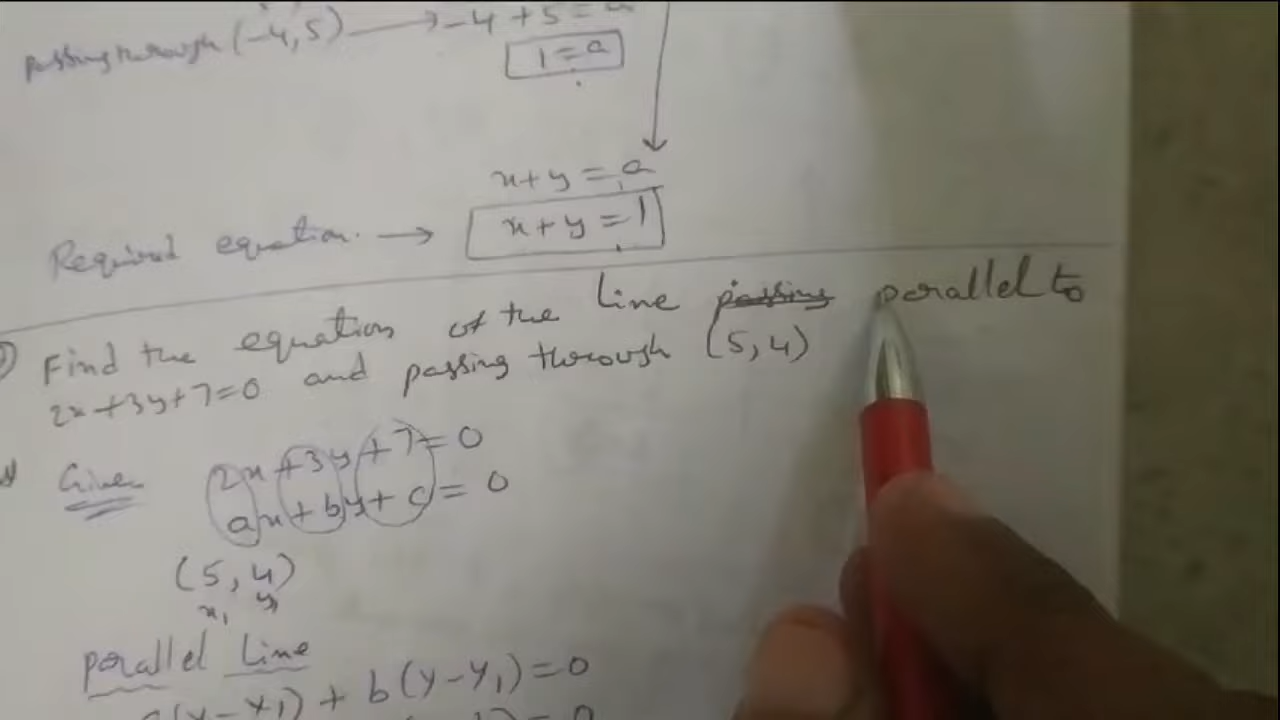 passing through (-4,5) → -4+5=a
1=a
x+y=a
Required equation. → x+y=1
Find the equation of the line passing parallel to
2x+3y+7=0 and passing through (5,4)
Given 2x+3y+7=0
ax+by+c=0
(5,4)
x₁ y₁
parallel Line
a(x-x₁)+b(y-y₁)=0